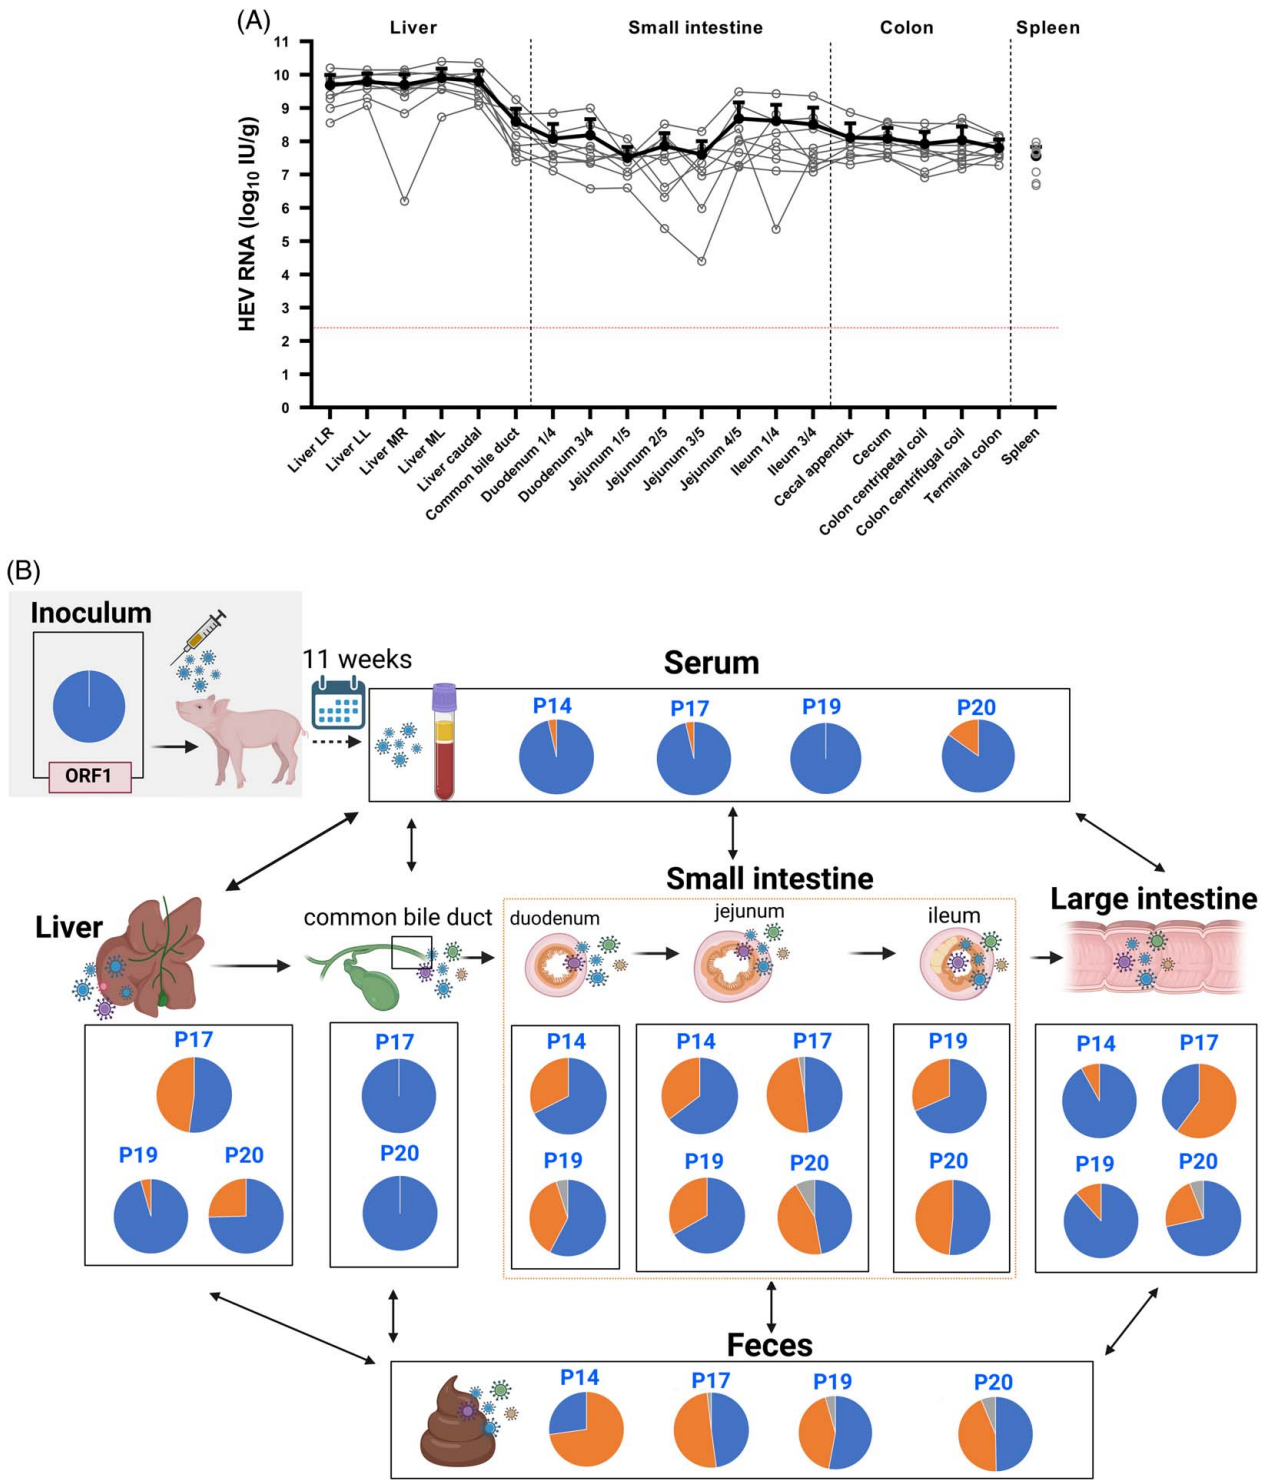 (A)
Liver
Small intestine
Colon
Spleen
HEV RNA (log10 IU/g)
11
10
9
8
7
6
5
4
3
2
1
0
Liver LR
Liver LL
Liver MR
Liver ML
Liver caudal
Common bile duct
Duodenum 1/4
Duodenum 3/4
Jejunum 1/5
Jejunum 2/5
Jejunum 3/5
Jejunum 4/5
Ileum 1/4
Ileum 3/4
Cecal appendix
Cecum
Colon centripetal coil
Colon centrifugal coil
Terminal colon
Spleen
(B)
Inoculum
ORF1
11 weeks
Serum
P14
P17
P19
P20
Liver
common bile duct
Small intestine
duodenum
jejunum
ileum
Large intestine
P17
P19
P20
P17
P20
P14
P19
P14
P17
P19
P20
P19
P20
P14
P17
P19
P20
Feces
P14
P17
P19
P20